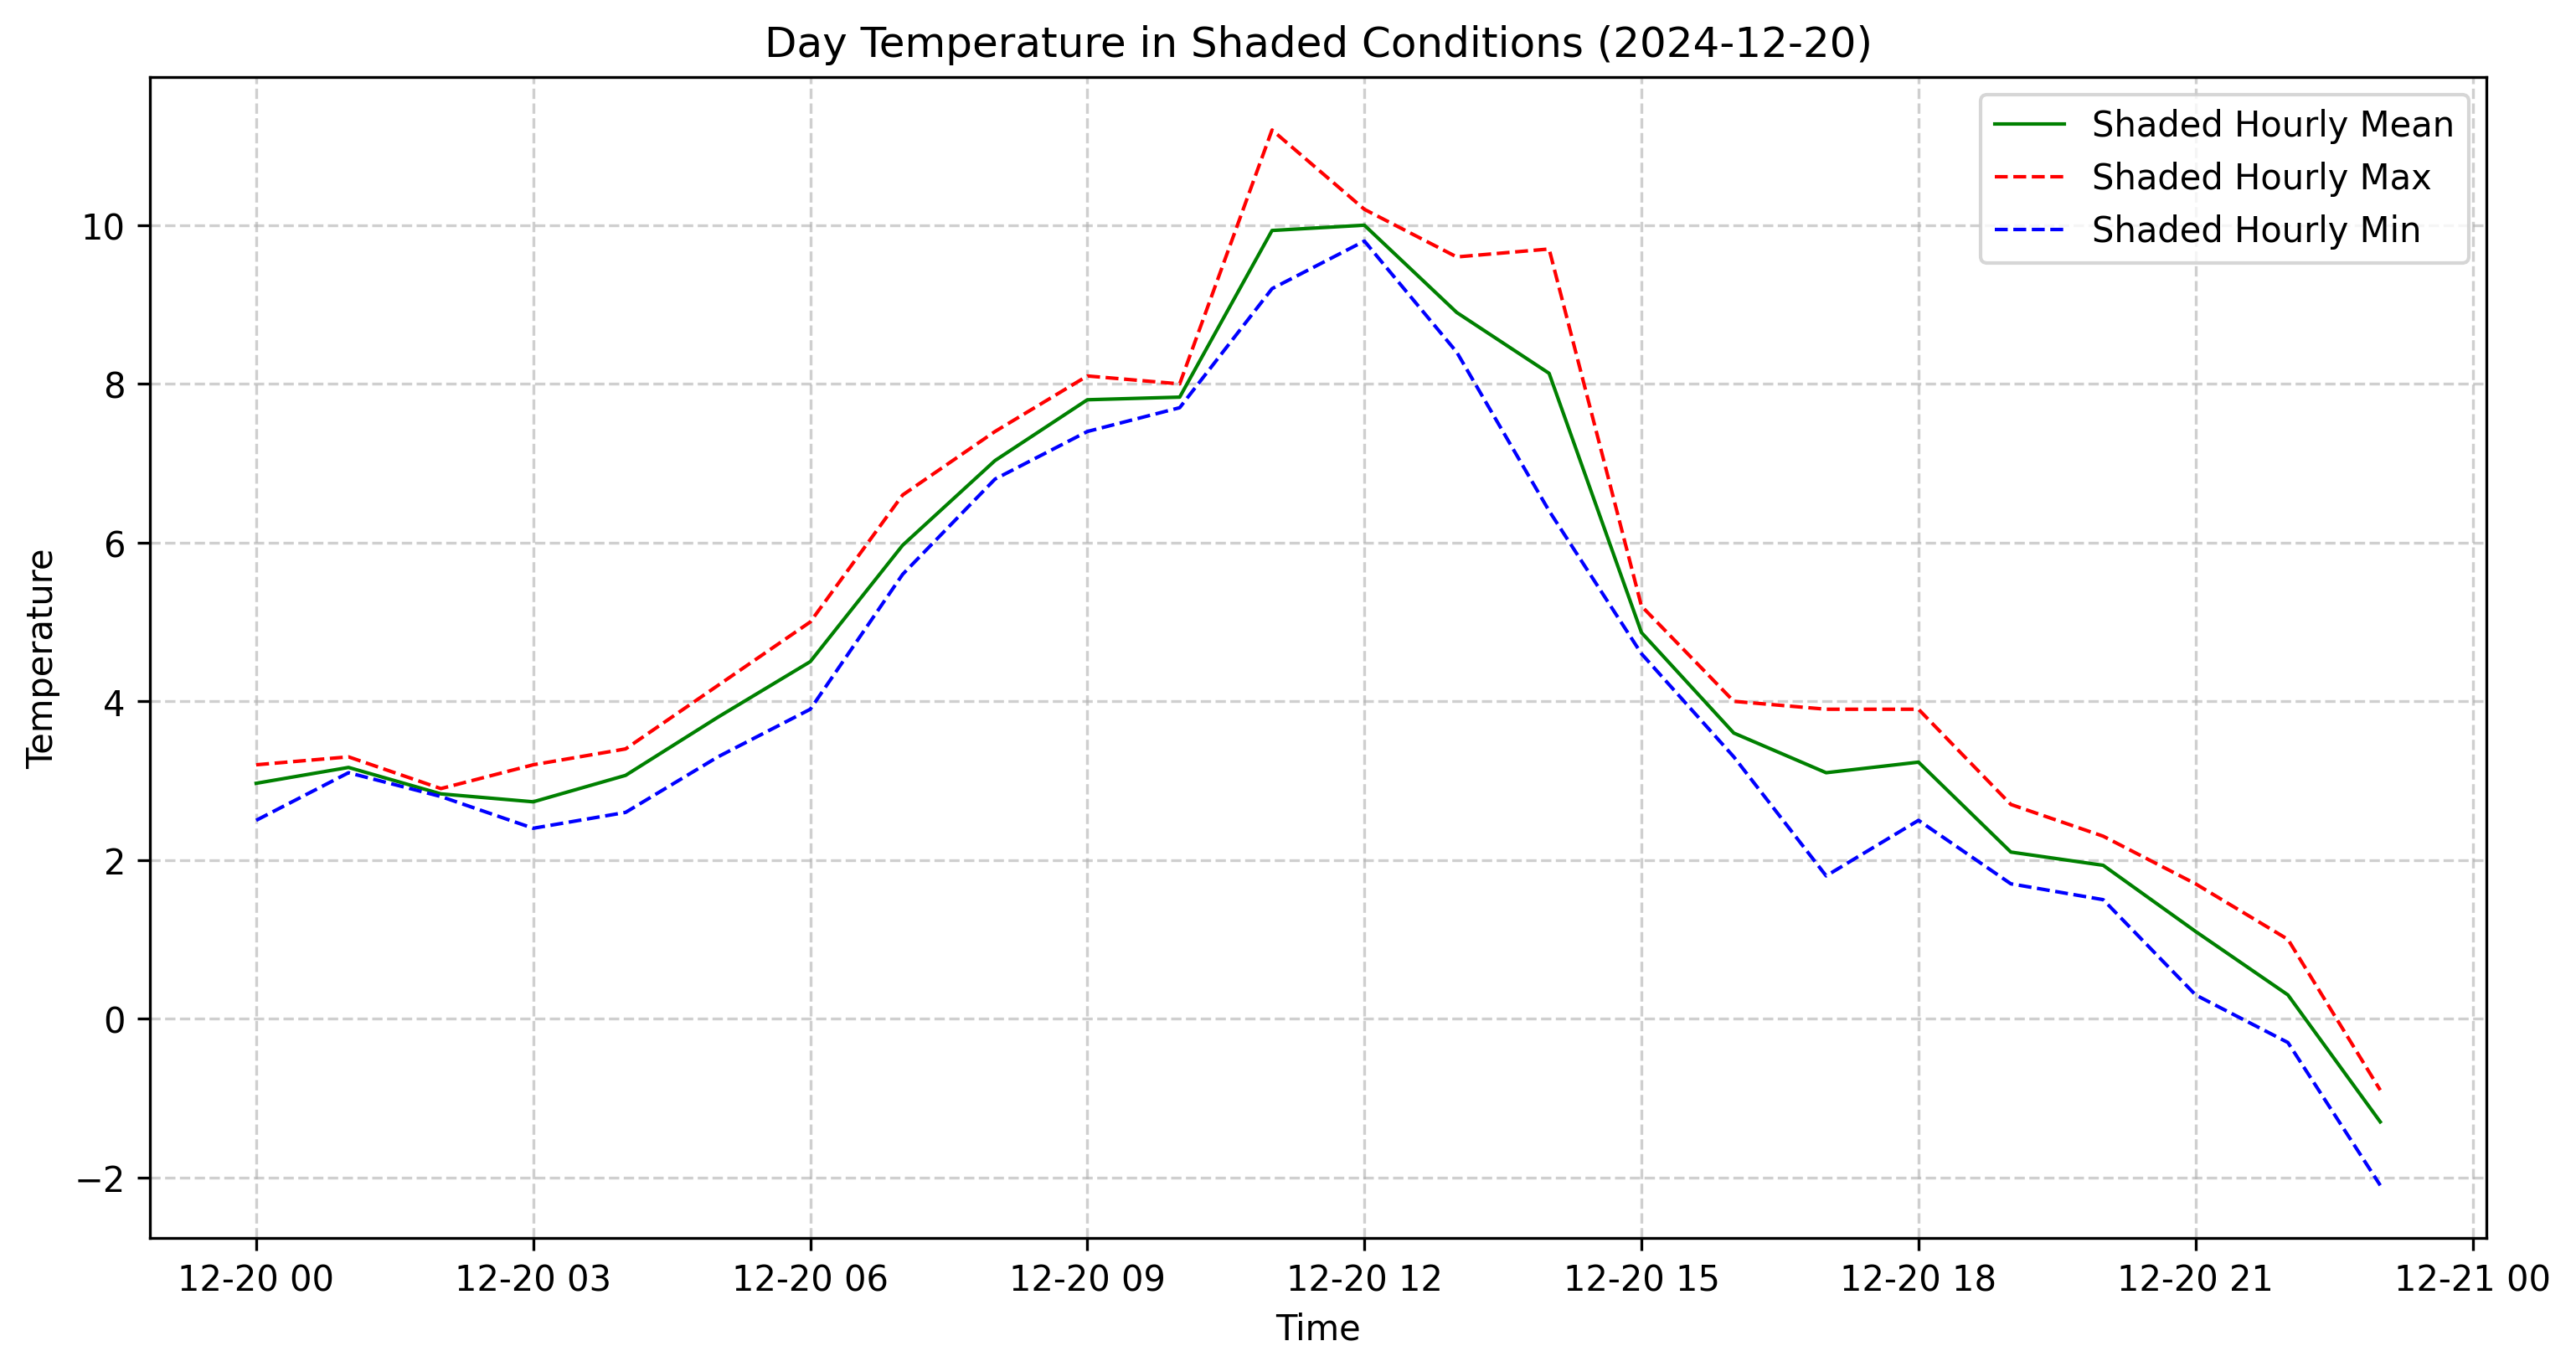 Day Temperature in Shaded Conditions (2024-12-20)
Shaded Hourly Mean
Shaded Hourly Max
Shaded Hourly Min
Temperature
10
8
6
4
2
0
−2
12-20 00
12-20 03
12-20 06
12-20 09
12-20 12
12-20 15
12-20 18
12-20 21
12-21 00
Time